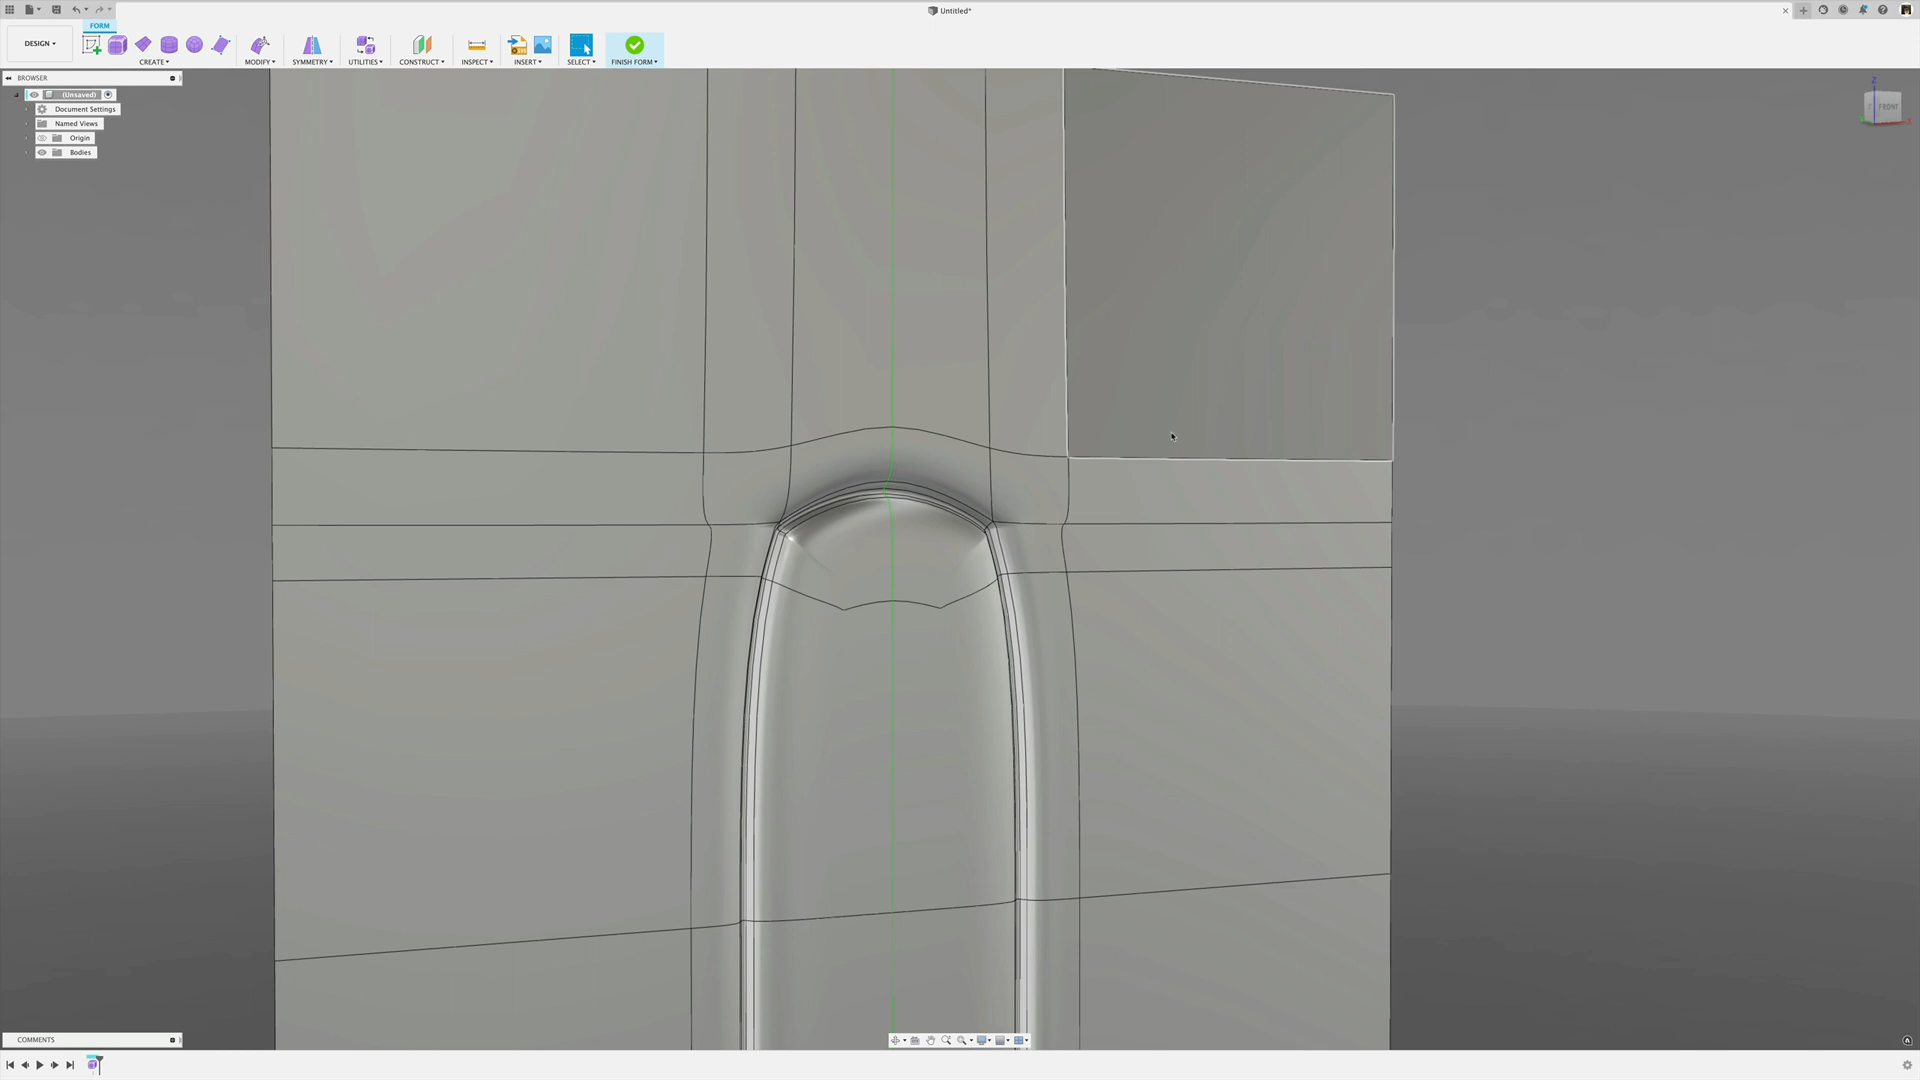 Untitled*
FORM
DESIGN
CREATE
MODIFY
SYMMETRY
UTILITIES
CONSTRUCT
INSPECT
INSERT
SELECT
FINISH FORM
BROWSER
(Unsaved)
Document Settings
Named Views
Origin
Bodies
Z
FRONT
X
COMMENTS